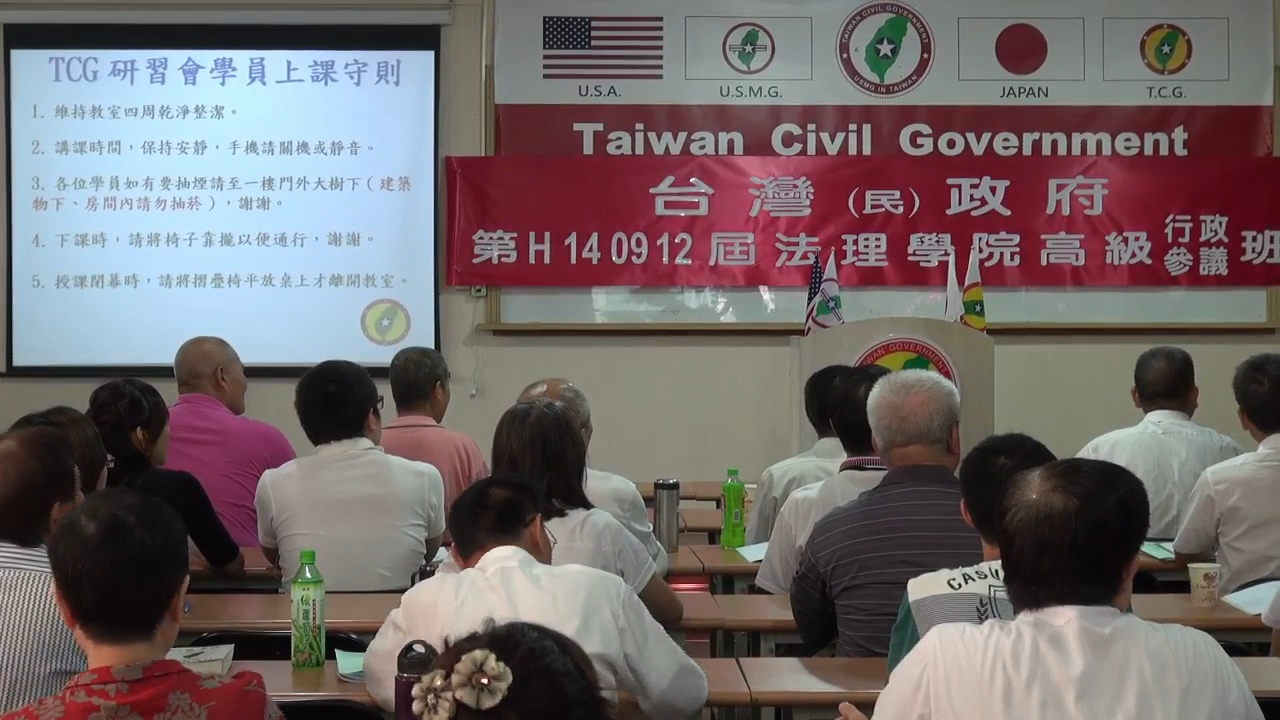 TCG 研習會學員上課守則
1. 維持教室四周乾淨整潔。
2. 講課時間，保持安靜，手機請關機或靜音。
3. 各位學員如有要抽煙請至一樓門外大樹下（建築
物下、房間內請勿抽菸），謝謝。
4. 下課時，請將椅子靠攏以便通行，謝謝。
5. 授課閉幕時，請將摺疊椅平放桌上才離開教室。
TAIWAN CIVIL GOVERNMENT
USMG IN TAIWAN
U.S.A.
U.S.M.G.
JAPAN
T.C.G.
Taiwan Civil Government
台灣（民）政府
第H 14 09 12 屆法理學院高級行政參議班